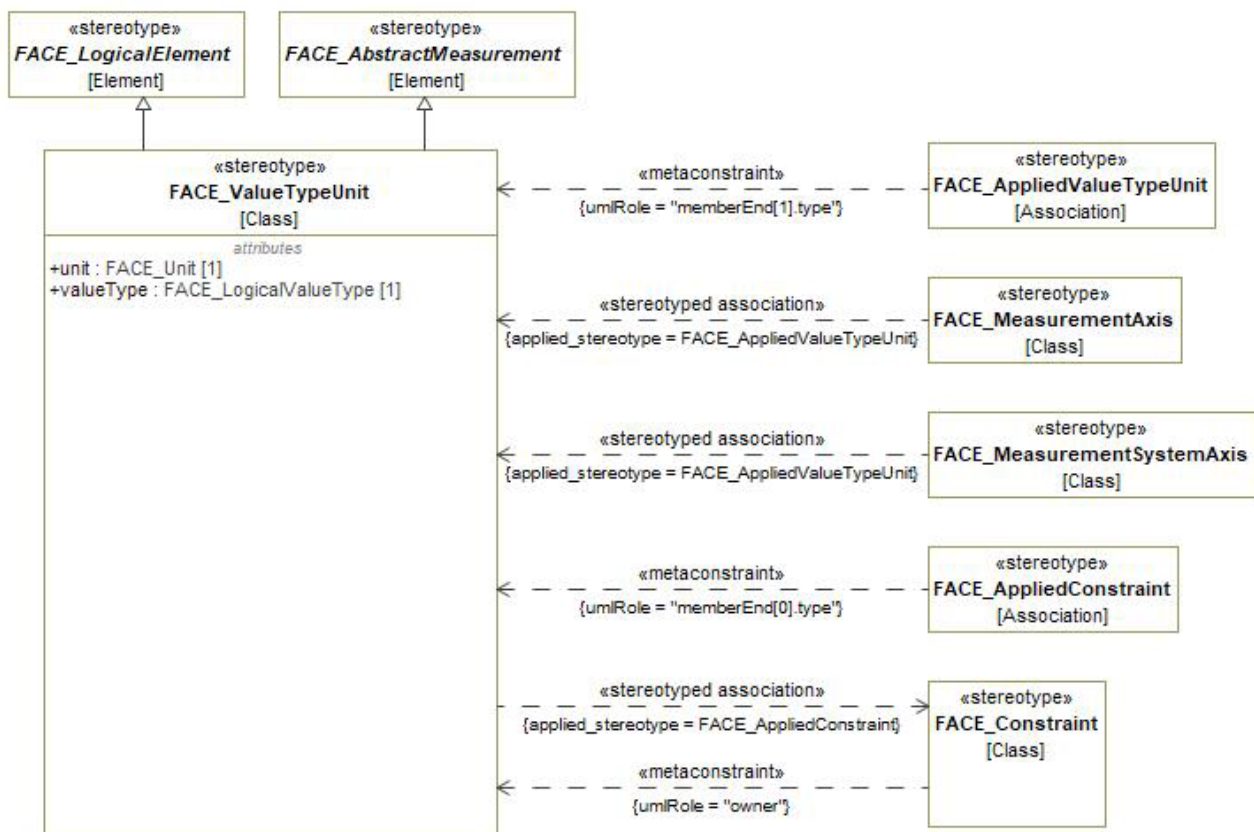 «stereotype»
FACE_LogicalElement
[Element]
«stereotype»
FACE_AbstractMeasurement
[Element]
«stereotype»
FACE_ValueTypeUnit
[Class]
attributes
+unit : FACE_Unit [1]
+valueType : FACE_LogicalValueType [1]
«metaconstraint»
{umlRole = "memberEnd[1].type"}
«stereotype»
FACE_AppliedValueTypeUnit
[Association]
«stereotyped association»
{applied_stereotype = FACE_AppliedValueTypeUnit}
«stereotype»
FACE_MeasurementAxis
[Class]
«stereotyped association»
{applied_stereotype = FACE_AppliedValueTypeUnit}
«stereotype»
FACE_MeasurementSystemAxis
[Class]
«metaconstraint»
{umlRole = "memberEnd[0].type"}
«stereotype»
FACE_AppliedConstraint
[Association]
«stereotyped association»
{applied_stereotype = FACE_AppliedConstraint}
«stereotype»
FACE_Constraint
[Class]
«metaconstraint»
{umlRole = "owner"}